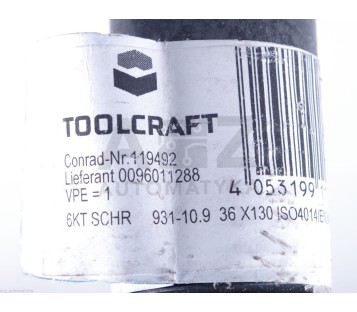 TOOLCRAFT
Conrad-Nr.119492
Lieferant 0096011288
VPE = 1
4 053199
6KT SCHR 931-10.9 36 X130 ISO4014